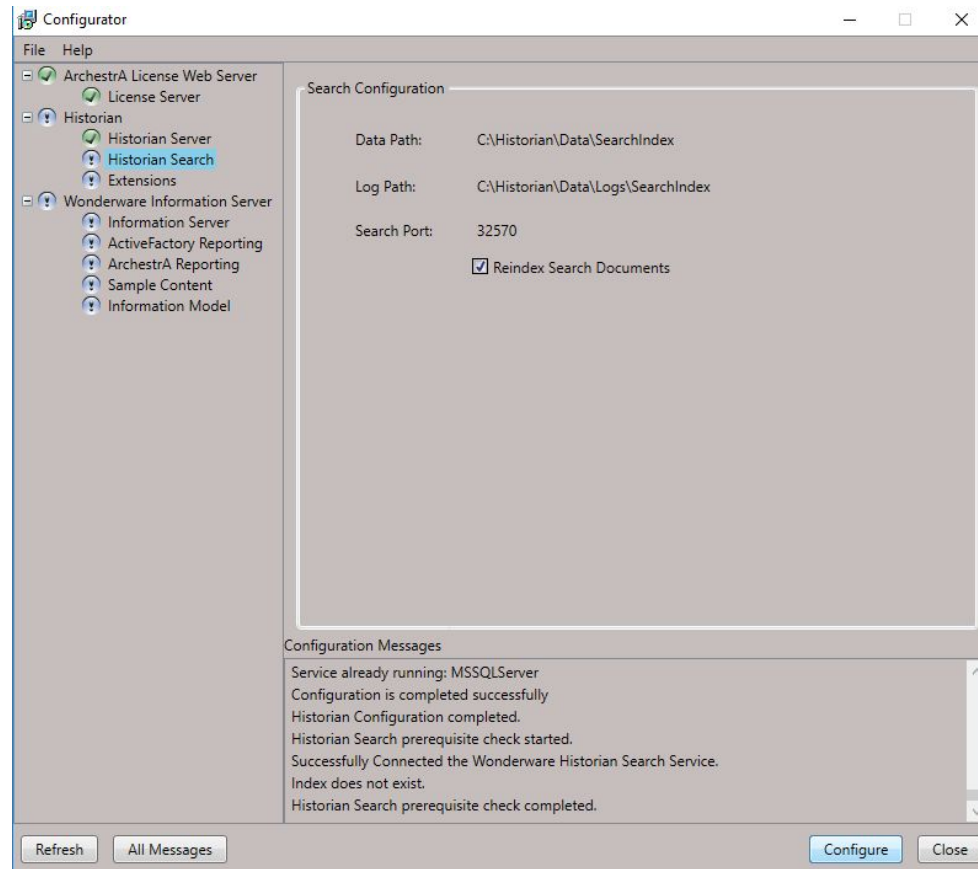 Configurator
File Help
ArchestrA License Web Server
License Server
Historian
Historian Server
Historian Search
Extensions
Wonderware Information Server
Information Server
ActiveFactory Reporting
ArchestrA Reporting
Sample Content
Information Model
Search Configuration
Data Path: C:\Historian\Data\SearchIndex
Log Path: C:\Historian\Data\Logs\SearchIndex
Search Port: 32570
Reindex Search Documents
Configuration Messages
Service already running: MSSQLServer
Configuration is completed successfully
Historian Configuration completed.
Historian Search prerequisite check started.
Successfully Connected the Wonderware Historian Search Service.
Index does not exist.
Historian Search prerequisite check completed.
Refresh All Messages Configure Close